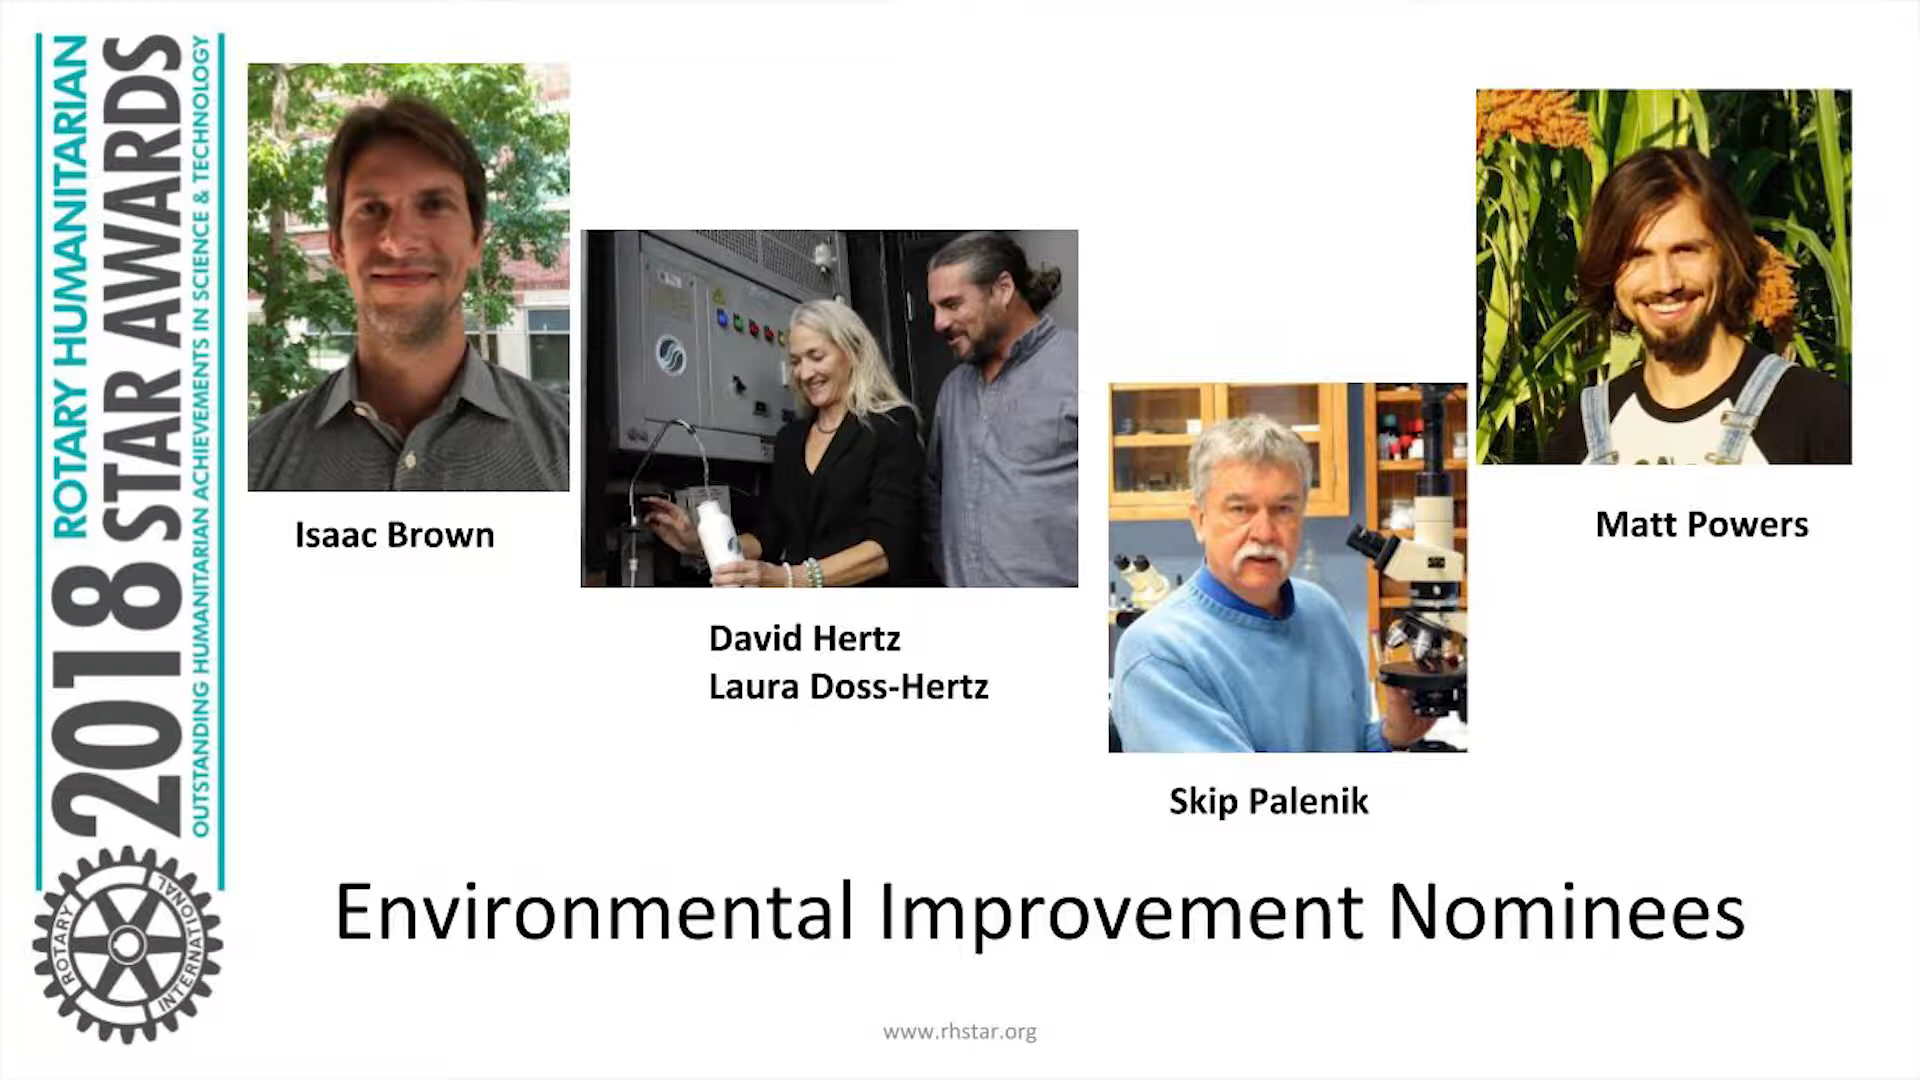 ROTARY HUMANITARIAN
2018 STAR AWARDS
OUTSTANDING HUMANITARIAN ACHIEVEMENTS IN SCIENCE & TECHNOLOGY
ROTARY
INTERNATIONAL
Isaac Brown
David Hertz
Laura Doss-Hertz
Skip Palenik
Matt Powers
Environmental Improvement Nominees
www.rhstar.org